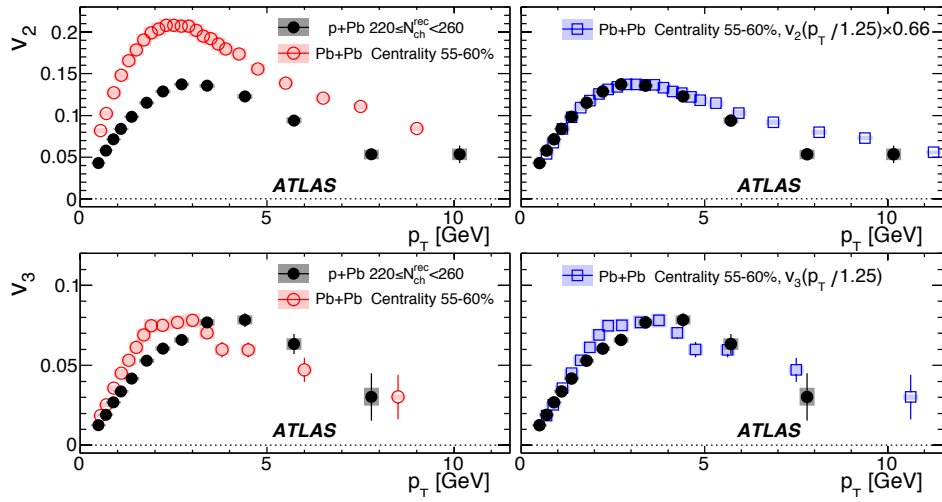 v₂
0.2
0.15
0.1
0.05
0
p+Pb 220≤N_ch^rec<260
Pb+Pb Centrality 55-60%
ATLAS
0 5 10
p_T [GeV]
Pb+Pb Centrality 55-60%, v₂(p_T /1.25)×0.66
ATLAS
0 5 10
p_T [GeV]
v₃
0.1
0.05
0
p+Pb 220≤N_ch^rec<260
Pb+Pb Centrality 55-60%
ATLAS
0 5 10
p_T [GeV]
Pb+Pb Centrality 55-60%, v₃(p_T /1.25)
ATLAS
0 5 10
p_T [GeV]